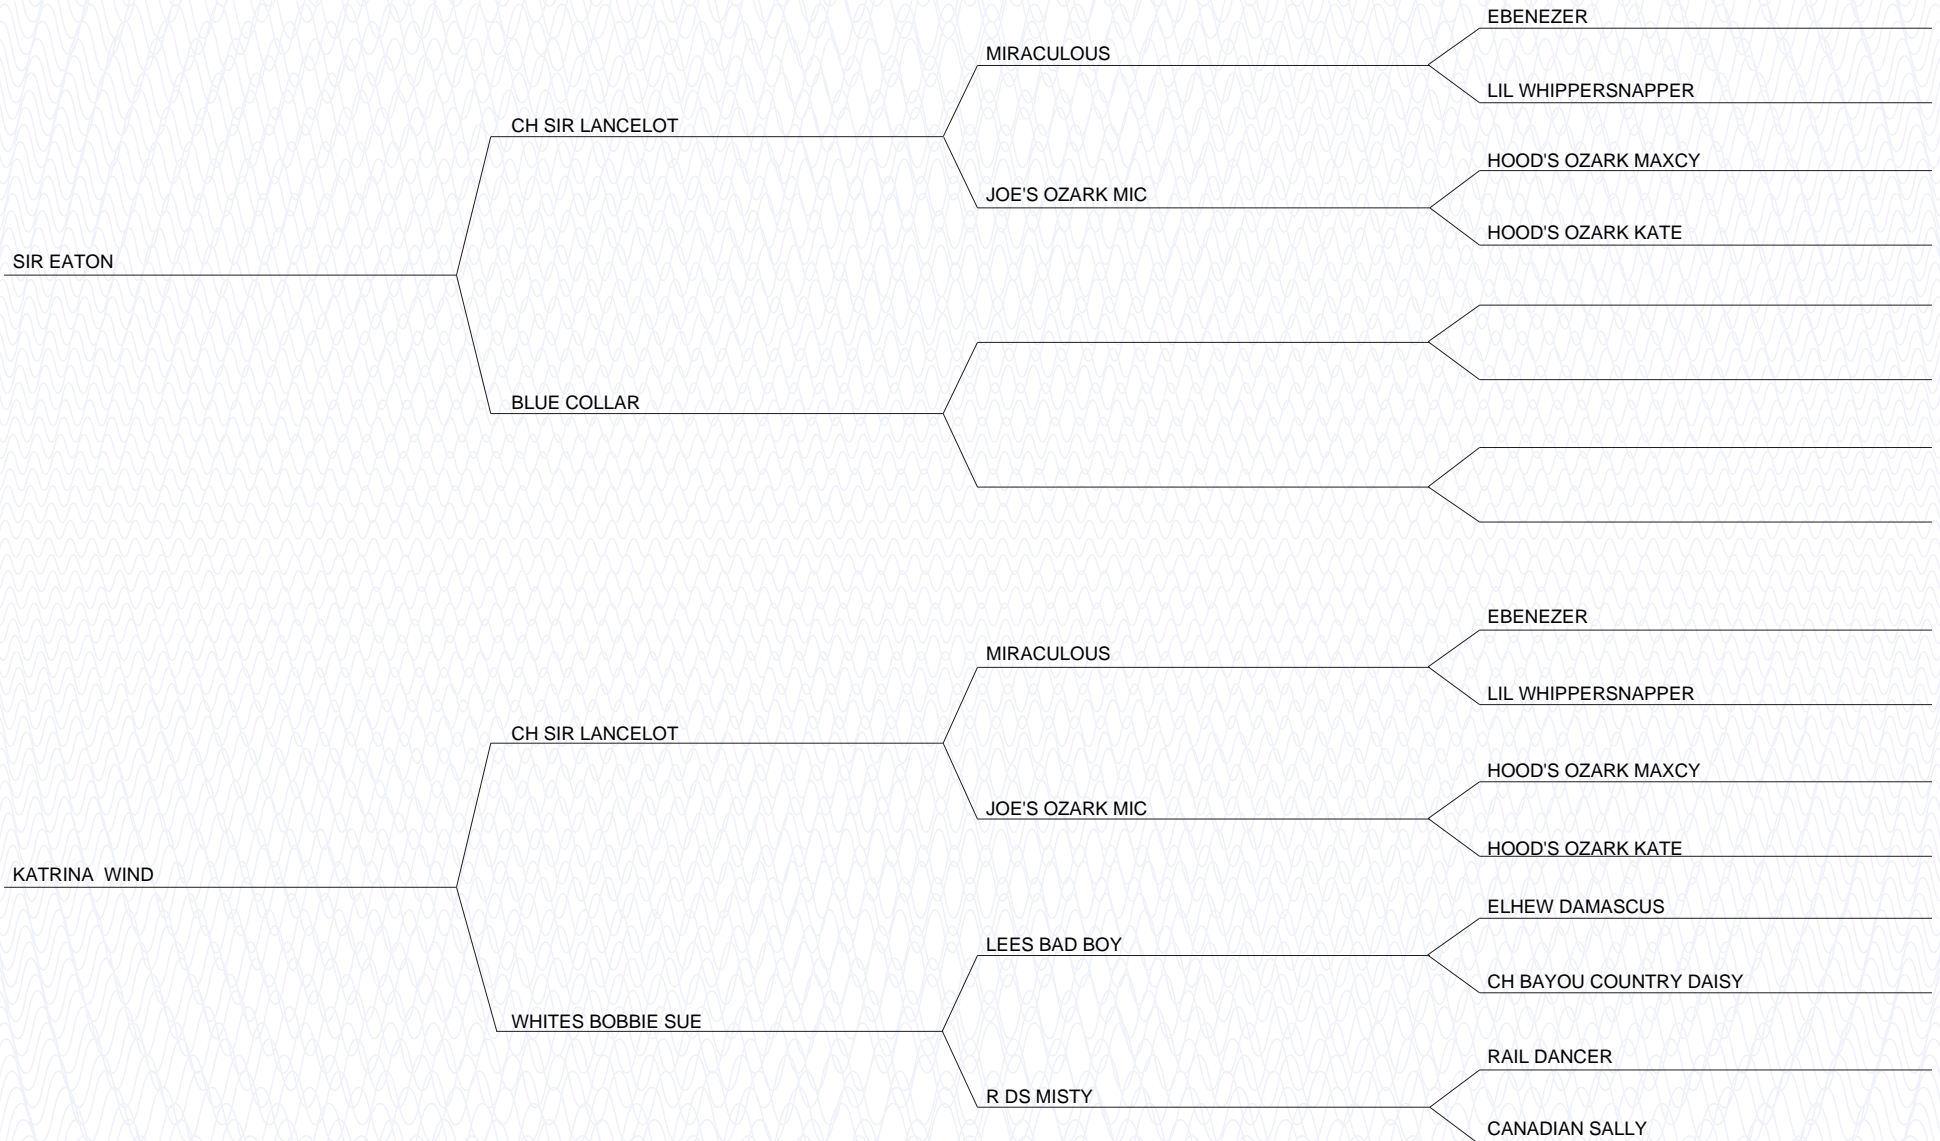 EBENEZER
MIRACULOUS
LIL WHIPPERSNAPPER
CH SIR LANCELOT
HOOD'S OZARK MAXCY
JOE'S OZARK MIC
HOOD'S OZARK KATE
SIR EATON
BLUE COLLAR
EBENEZER
MIRACULOUS
LIL WHIPPERSNAPPER
CH SIR LANCELOT
HOOD'S OZARK MAXCY
JOE'S OZARK MIC
HOOD'S OZARK KATE
KATRINA  WIND
ELHEW DAMASCUS
LEES BAD BOY
CH BAYOU COUNTRY DAISY
WHITES BOBBIE SUE
RAIL DANCER
R DS MISTY
CANADIAN SALLY